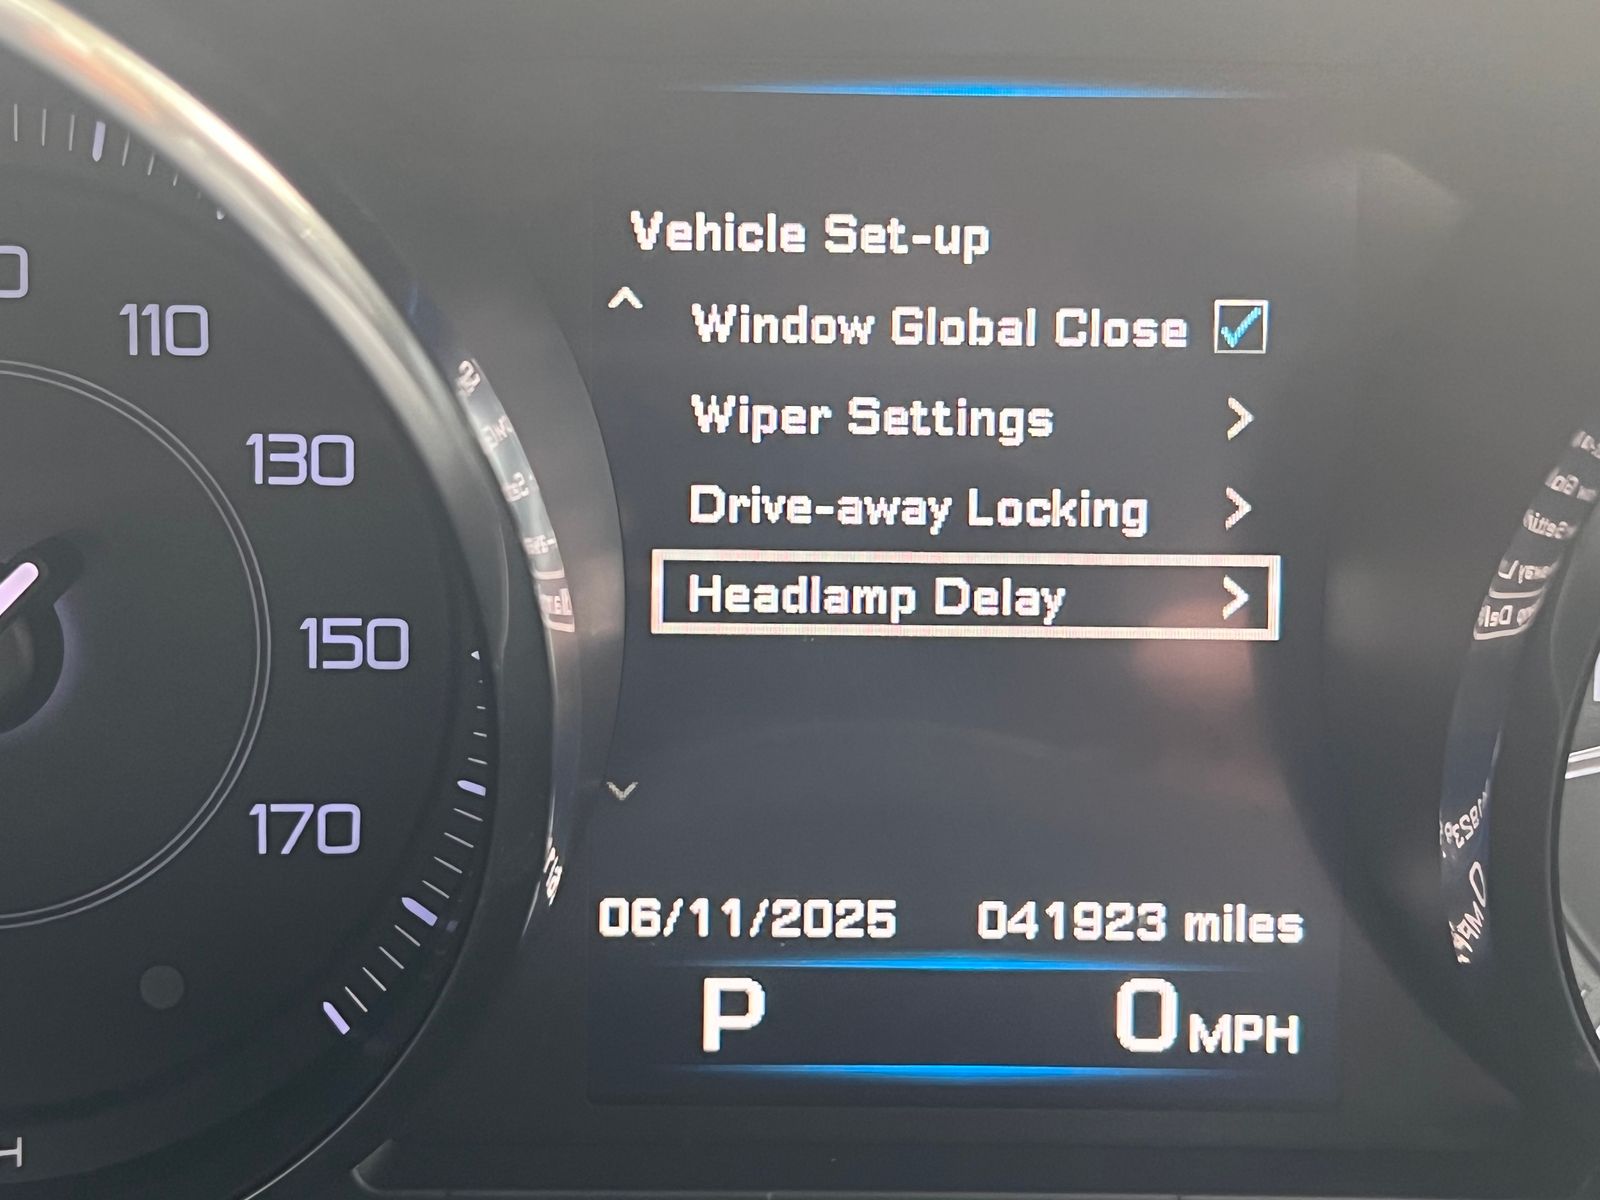 Vehicle Set-up
Window Global Close
Wiper Settings
Drive-away Locking
Headlamp Delay
06/11/2025 041923 miles
P 0 MPH
110
130
150
170